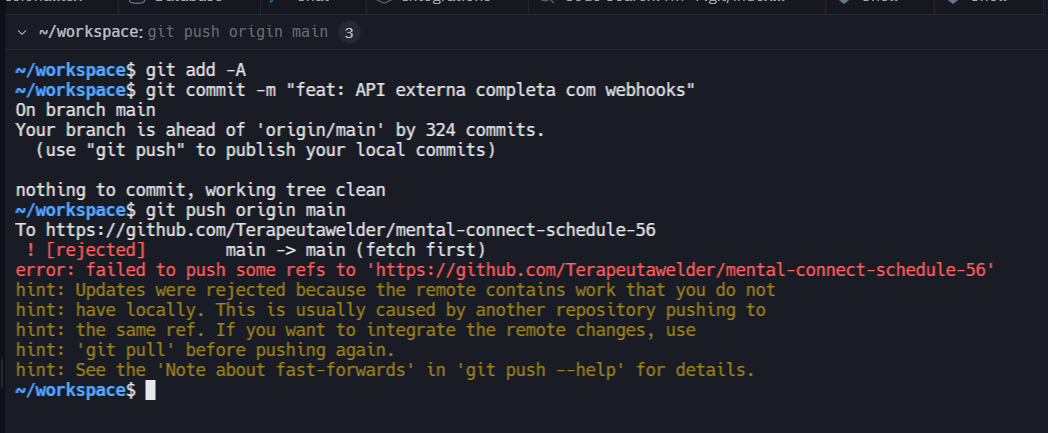 ~/workspace: git push origin main 3
~/workspace$ git add -A
~/workspace$ git commit -m "feat: API externa completa com webhooks"
On branch main
Your branch is ahead of 'origin/main' by 324 commits.
  (use "git push" to publish your local commits)

nothing to commit, working tree clean
~/workspace$ git push origin main
To https://github.com/Terapeutawelder/mental-connect-schedule-56
 ! [rejected]        main -> main (fetch first)
error: failed to push some refs to 'https://github.com/Terapeutawelder/mental-connect-schedule-56'
hint: Updates were rejected because the remote contains work that you do not
hint: have locally. This is usually caused by another repository pushing to
hint: the same ref. If you want to integrate the remote changes, use
hint: 'git pull' before pushing again.
hint: See the 'Note about fast-forwards' in 'git push --help' for details.
~/workspace$